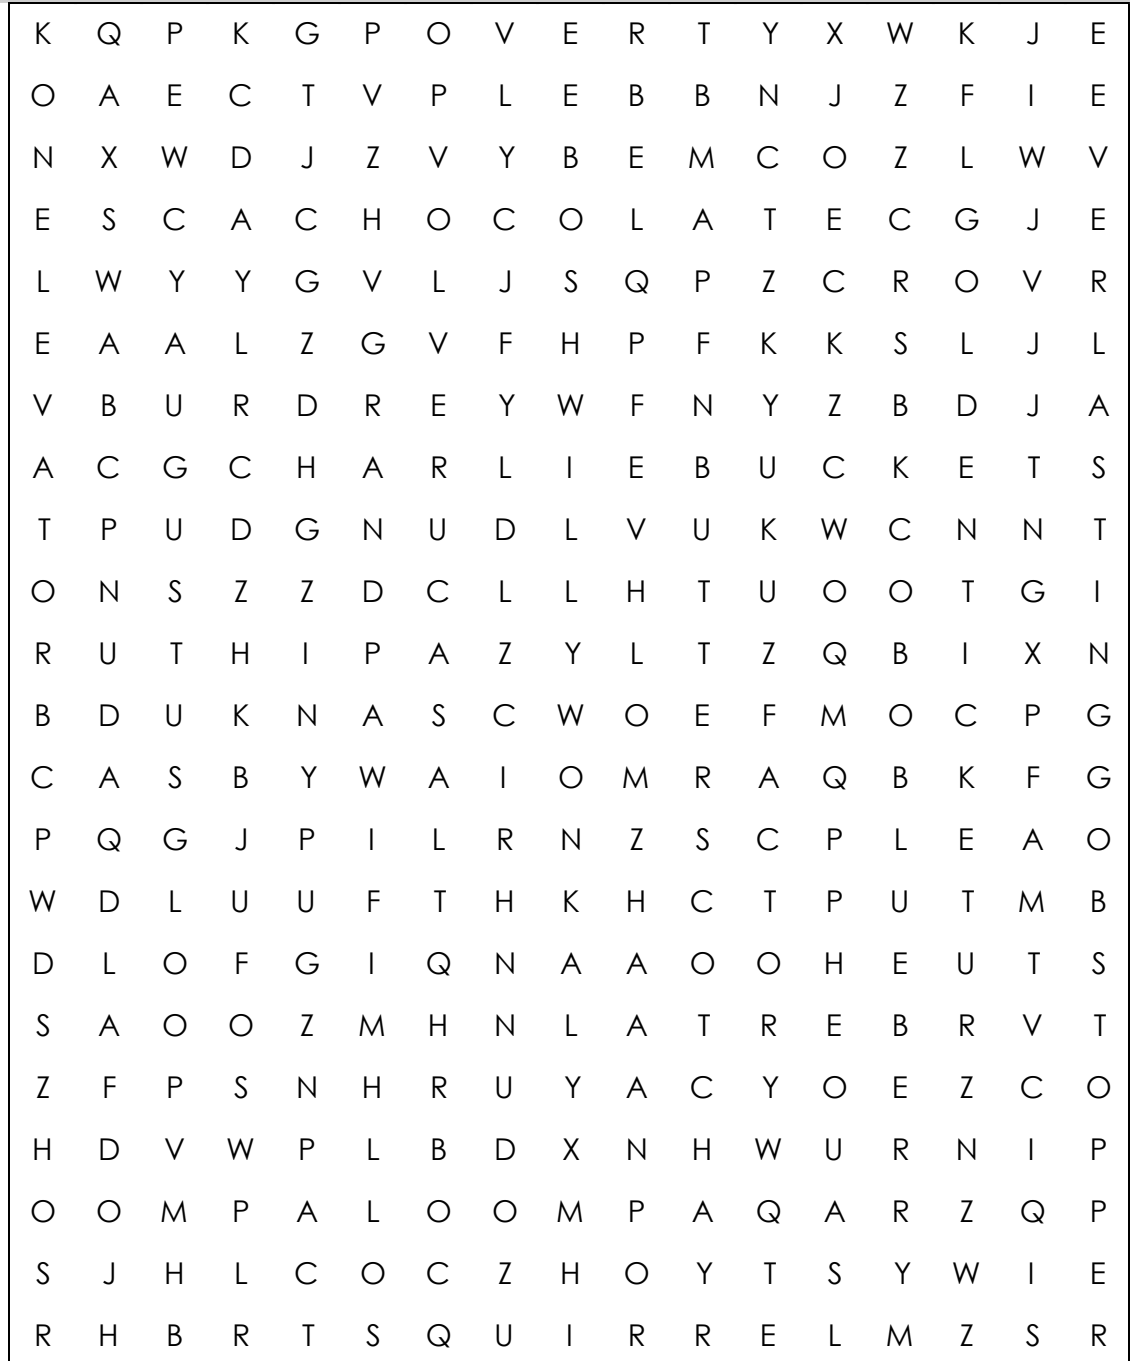 K Q P K G P O V E R T Y X W K J E
O A E C T V P L E B B N J Z F I E
N X W D J Z V Y B E M C O Z L W V
E S C A C H O C O L A T E C G J E
L W Y Y G V L J S Q P Z C R O V R
E A A L Z G V F H P F K K S L J L
V B U R D R E Y W F N Y Z B D J A
A C G C H A R L I E B U C K E T S
T P U D G N U D L V U K W C N N T
O N S Z Z D C L L H T U O O T G I
R U T H I P A Z Y L T Z Q B I X N
B D U K N A S C W O E F M O C P G
C A S B Y W A I O M R A Q B K F G
P Q G J P I L R N Z S C P L E A O
W D L U U F T H K H C T P U T M B
D L O F G I Q N A A O O H E U T S
S A O O Z M H N L A T R E B R V T
Z F P S N H R U Y A C Y O E Z C O
H D V W P L B D X N H W U R N I P
O O M P A L O O M P A Q A R Z Q P
S J H L C O C Z H O Y T S Y W I E
R H B R T S Q U I R R E L M Z S R